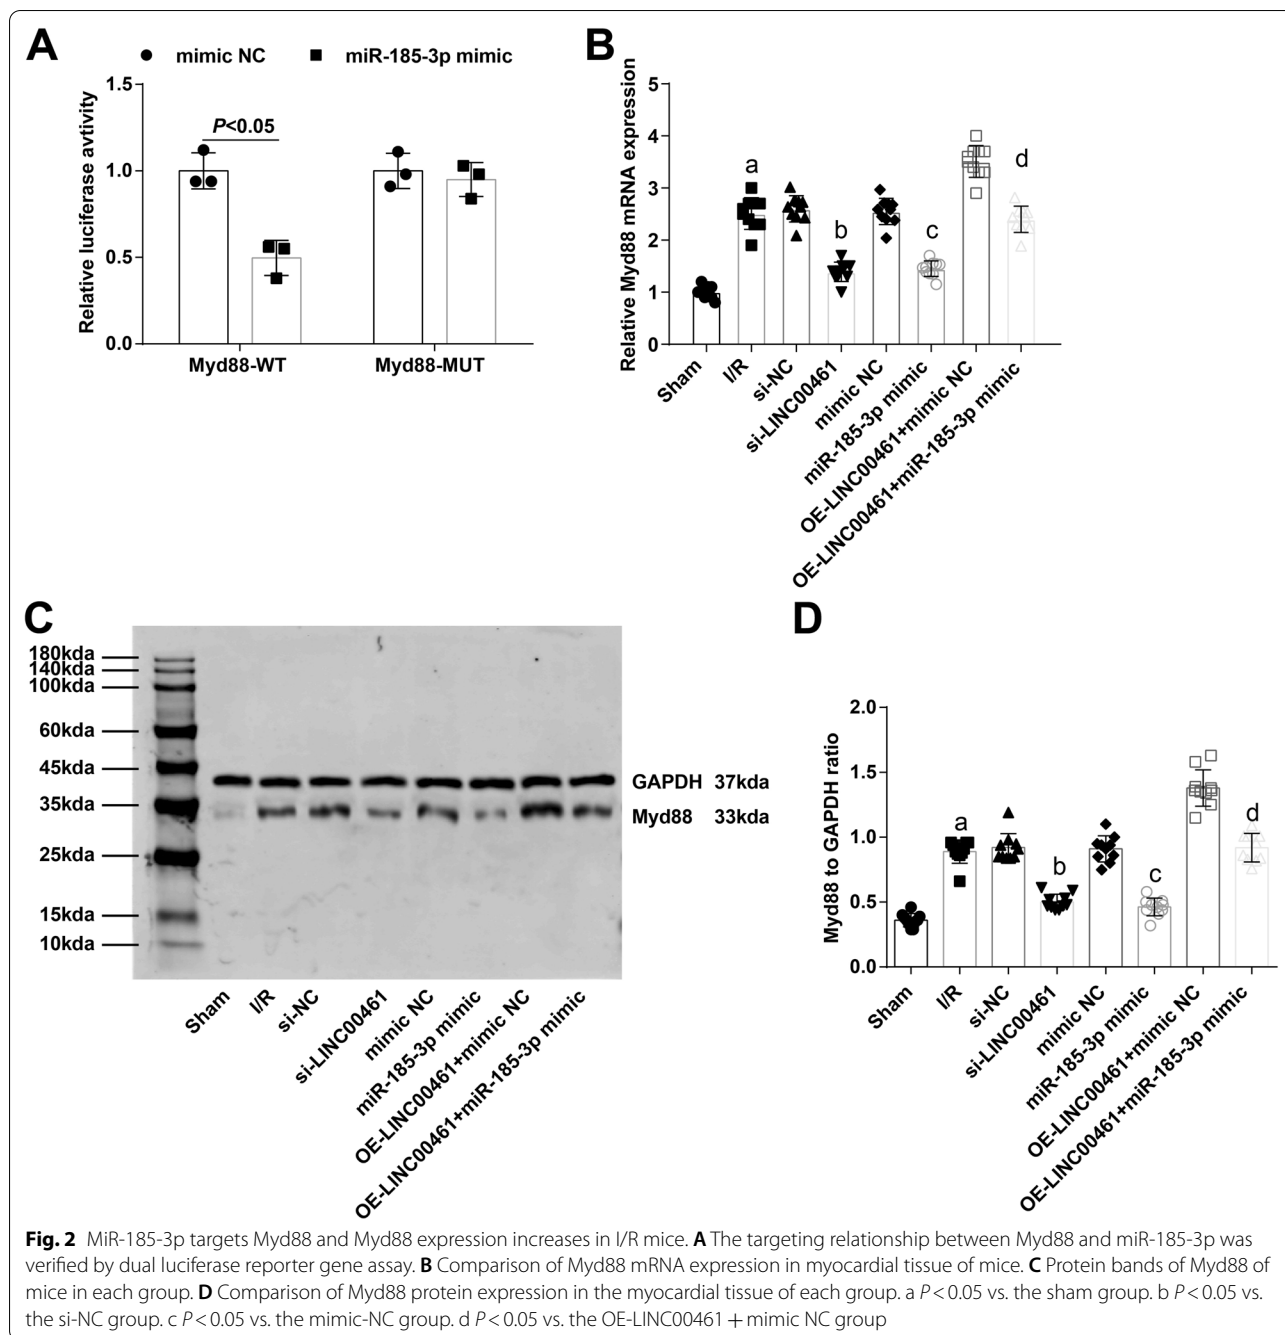 A
mimic NC
miR-185-3p mimic
Relative luciferase avtivity
1.5
1.0
0.5
0.0
P<0.05
Myd88-WT
Myd88-MUT
B
Relative Myd88 mRNA expression
5
4
3
2
1
0
a
b
c
d
Sham
I/R
si-NC
si-LINC00461
mimic NC
miR-185-3p mimic
OE-LINC00461+mimic NC
OE-LINC00461+miR-185-3p mimic
C
180kda
140kda
100kda
60kda
45kda
35kda
25kda
15kda
10kda
GAPDH 37kda
Myd88 33kda
Sham
I/R
si-NC
si-LINC00461
mimic NC
miR-185-3p mimic
OE-LINC00461+mimic NC
OE-LINC00461+miR-185-3p mimic
D
Myd88 to GAPDH ratio
2.0
1.5
1.0
0.5
0.0
a
b
c
d
Sham
I/R
si-NC
si-LINC00461
mimic NC
miR-185-3p mimic
OE-LINC00461+mimic NC
OE-LINC00461+miR-185-3p mimic
Fig. 2 MiR-185-3p targets Myd88 and Myd88 expression increases in I/R mice. A The targeting relationship between Myd88 and miR-185-3p was
verified by dual luciferase reporter gene assay. B Comparison of Myd88 mRNA expression in myocardial tissue of mice. C Protein bands of Myd88 of
mice in each group. D Comparison of Myd88 protein expression in the myocardial tissue of each group. a P < 0.05 vs. the sham group. b P < 0.05 vs.
the si-NC group. c P < 0.05 vs. the mimic-NC group. d P < 0.05 vs. the OE-LINC00461 + mimic NC group